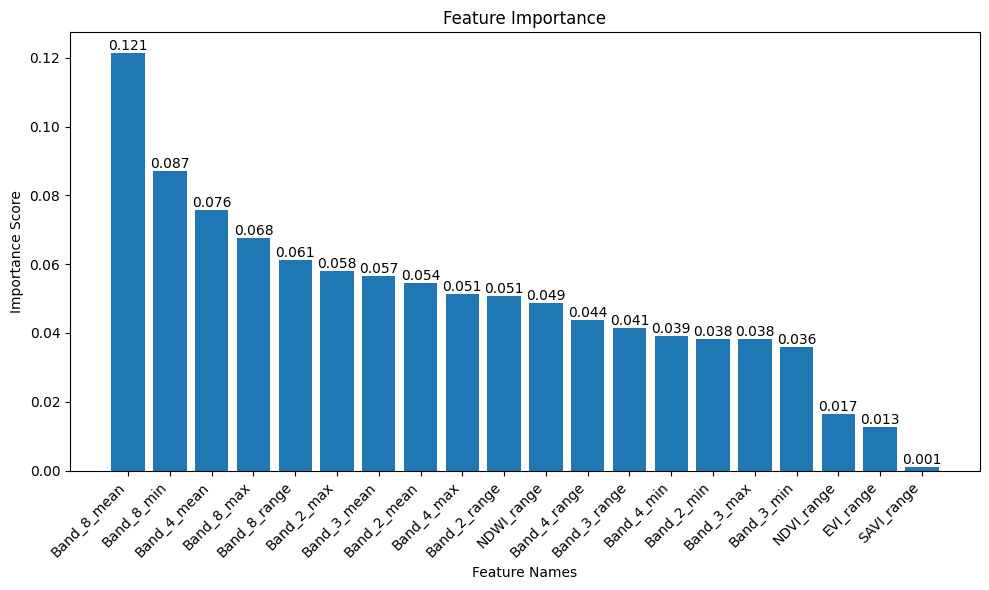 Feature Importance
Importance Score
0.12
0.10
0.08
0.06
0.04
0.02
0.00
0.121
0.087
0.076
0.068
0.061
0.058
0.057
0.054
0.051
0.051
0.049
0.044
0.041
0.039
0.038
0.038
0.036
0.017
0.013
0.001
Band_8_mean
Band_8_min
Band_4_mean
Band_8_max
Band_8_range
Band_2_max
Band_3_mean
Band_2_mean
Band_4_max
Band_2_range
NDWI_range
Band_4_range
Band_3_range
Band_4_min
Band_2_min
Band_3_max
Band_3_min
NDVI_range
EVI_range
SAVI_range
Feature Names